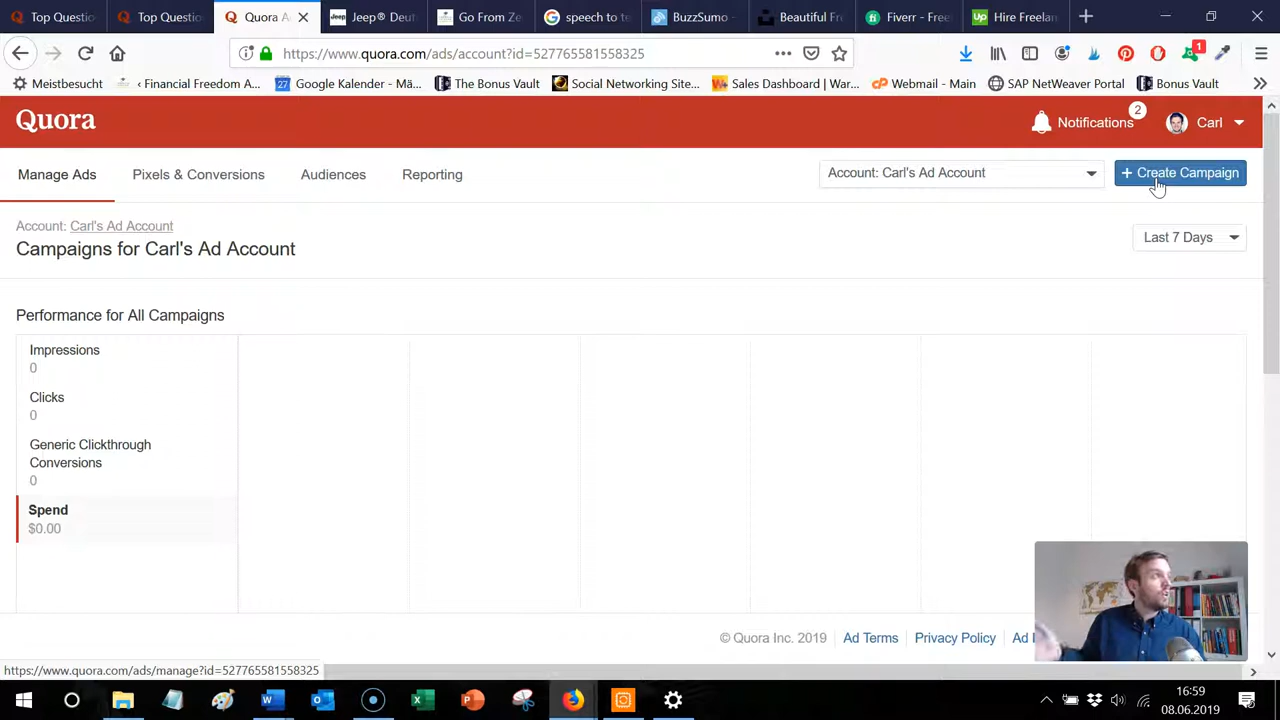 Top Questio
Top Questio
Quora A
Jeep® Deut
Go From Ze
speech to te
BuzzSumo -
Beautiful Fr
Fiverr - Free
Hire Freelan
https://www.quora.com/ads/account?id=527765581558325
1
Meistbesucht
‹ Financial Freedom A...
27
Google Kalender - Mä...
The Bonus Vault
Social Networking Site...
Sales Dashboard | War...
Webmail - Main
SAP NetWeaver Portal
Bonus Vault
Quora
Notifications
2
Carl
Manage Ads
Pixels & Conversions
Audiences
Reporting
Account: Carl's Ad Account
+ Create Campaign
Account: Carl's Ad Account
Campaigns for Carl's Ad Account
Last 7 Days
Performance for All Campaigns
Impressions
0
Clicks
0
Generic Clickthrough
Conversions
0
Spend
$0.00
© Quora Inc. 2019
Ad Terms
Privacy Policy
Ad
https://www.quora.com/ads/manage?id=527765581558325
16:59
08.06.2019